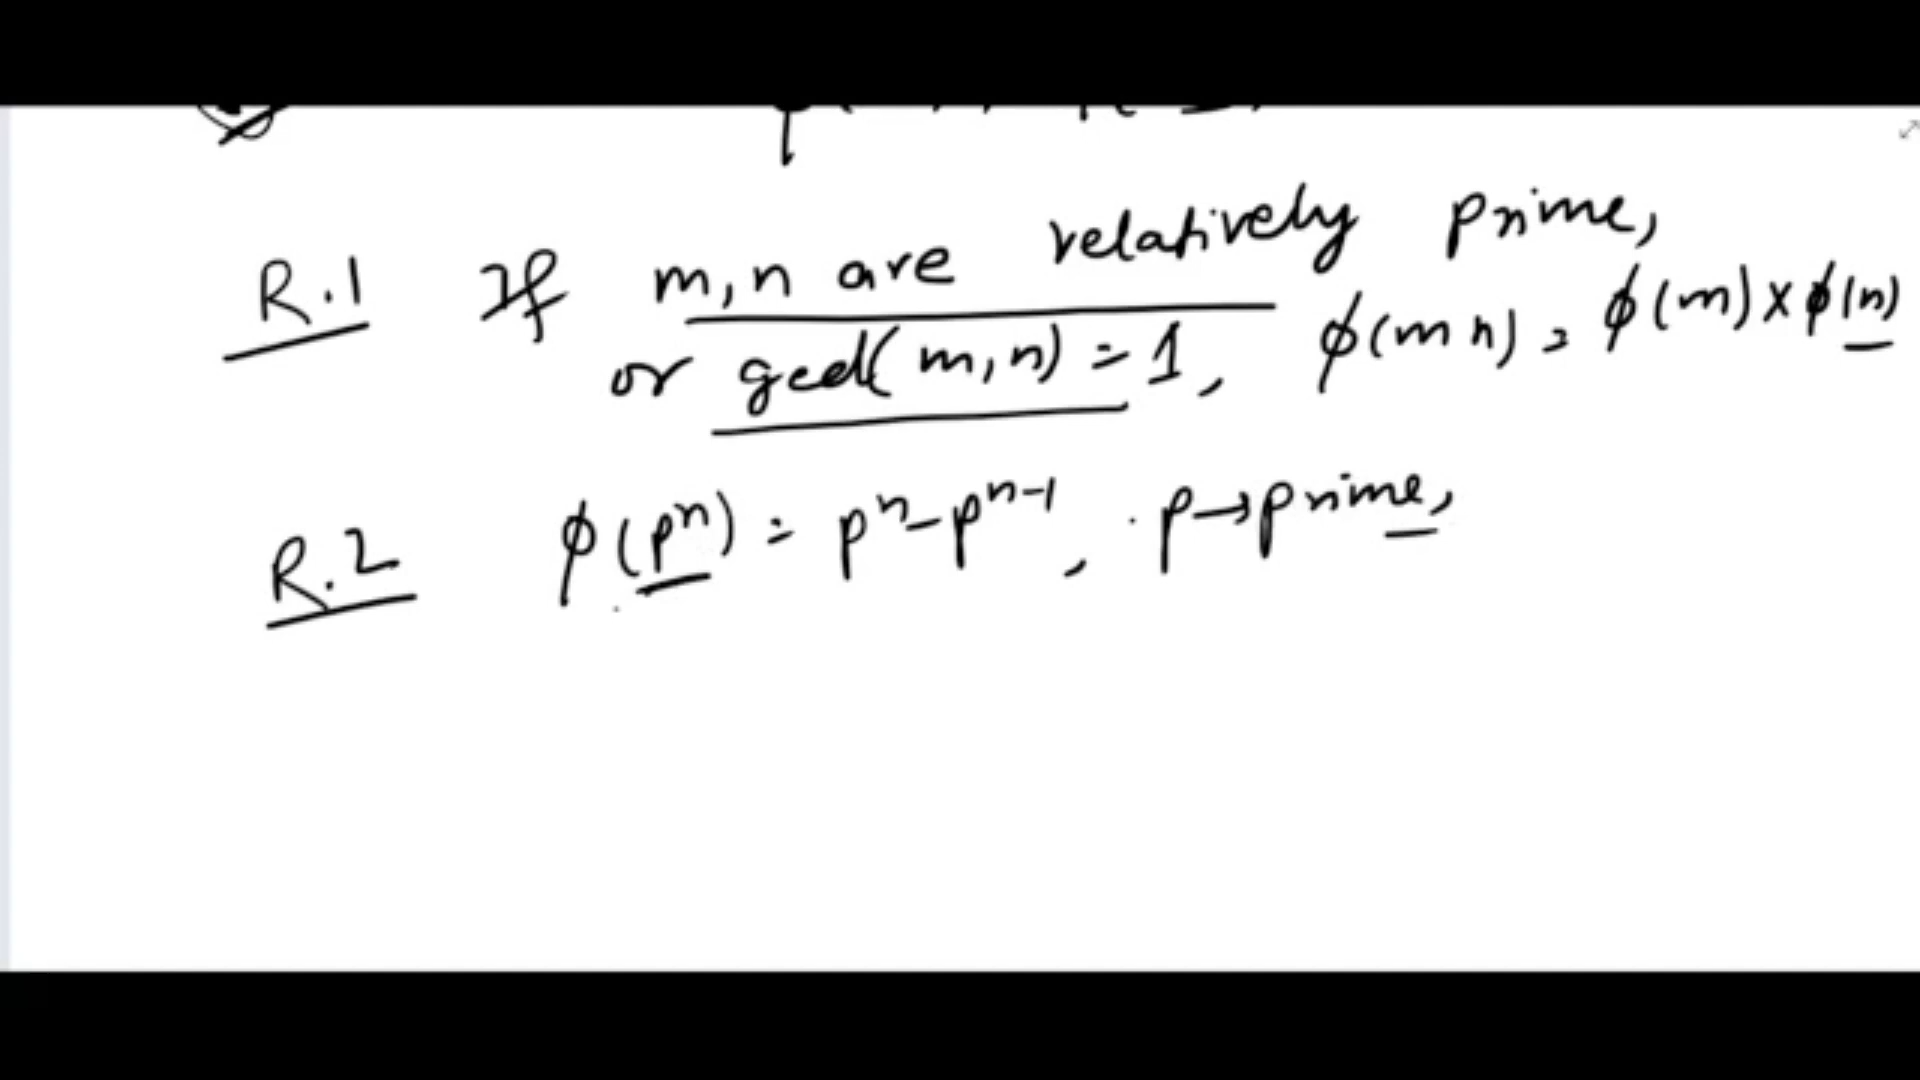 R.1 If m,n are relatively prime,
or gcd(m,n) = 1, ϕ(mn) = ϕ(m)×ϕ(n)
R.2 ϕ(pⁿ) = pⁿ-pⁿ⁻¹, p→prime,